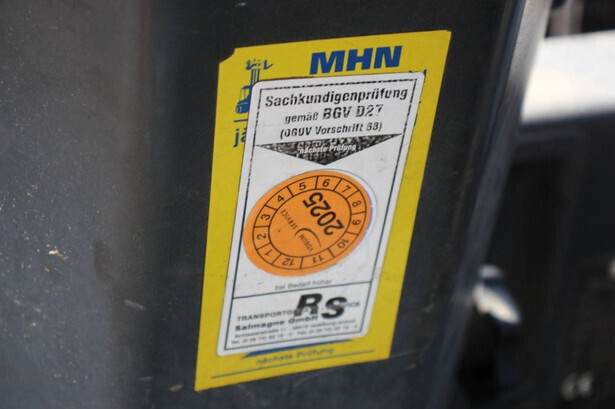 MHN
Sachkundigenprüfung
gemäß BGV D27
(DGUV Vorschrift 68)
nächste Prüfung
1 2 3 4 5 6 7 8 9 10 11 12
2025
SERVICE
bei Bedarf früher
RS
Salmagne GmbH
nächste Prüfung